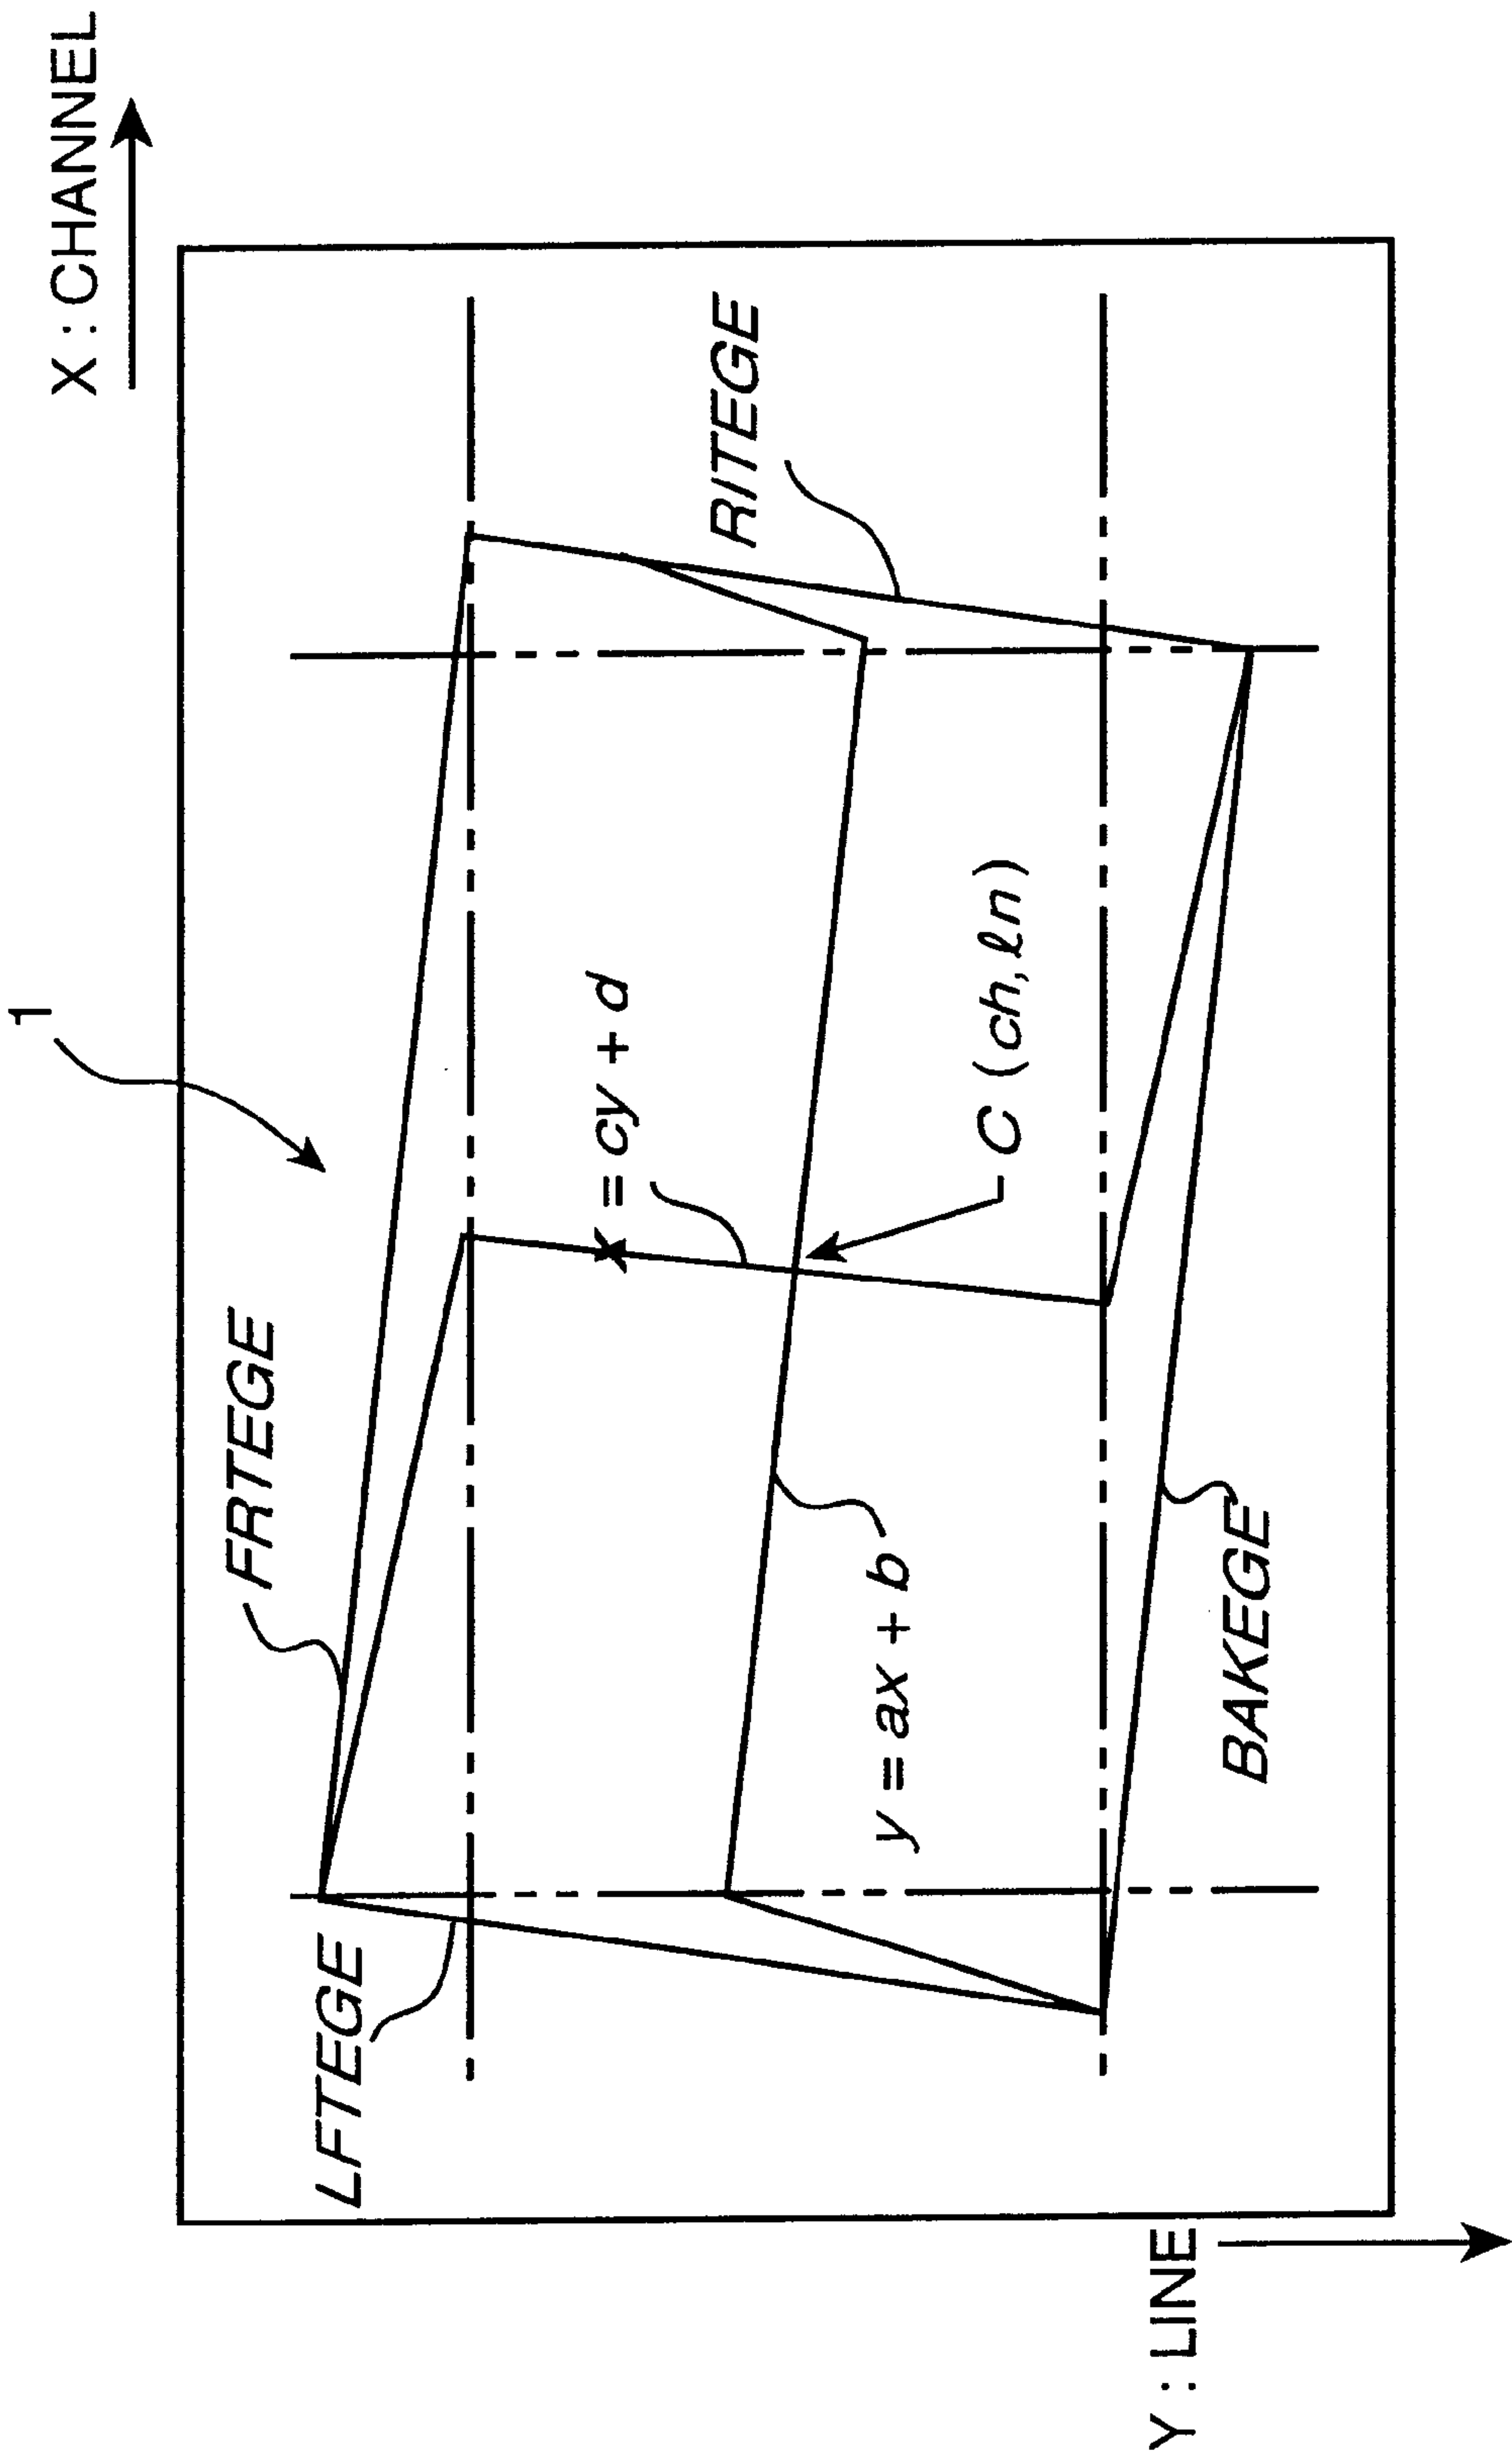 X : CHANNEL
1
FRTEGE
LFTEGE
RITEGE
x = cy + d
y = ax + b
C (ch, ℓn)
BAKEGE
Y : LINE